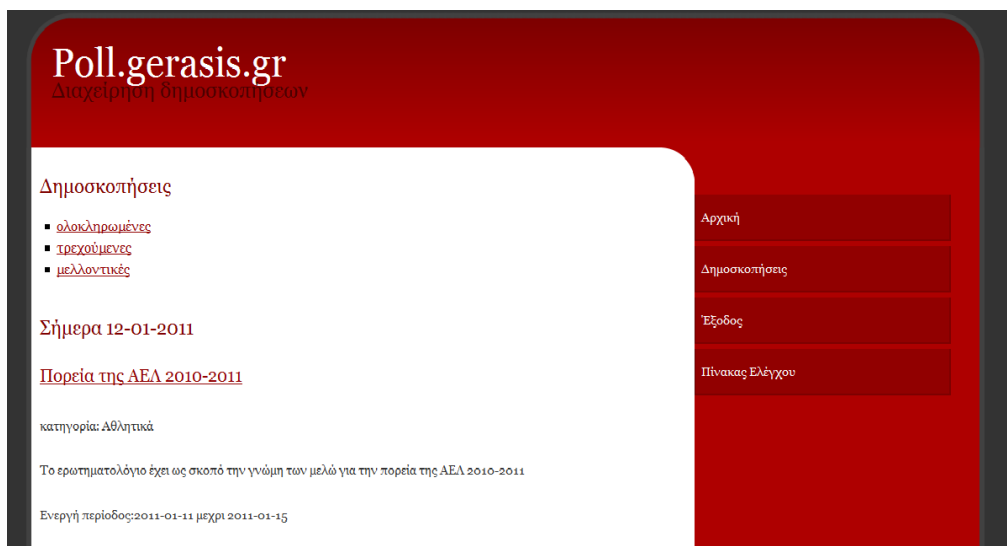 Poll.gerasis.gr
Διαχείρηση δημοσκοπήσεων
Δημοσκοπήσεις
ολοκληρωμένες
τρεχούμενες
μελλοντικές
Σήμερα 12-01-2011
Πορεία της ΑΕΛ 2010-2011
κατηγορία: Αθλητικά
Το ερωτηματολόγιο έχει ως σκοπό την γνώμη των μελώ για την πορεία της ΑΕΛ 2010-2011
Ενεργή περίοδος:2011-01-11 μεχρι 2011-01-15
Αρχική
Δημοσκοπήσεις
Έξοδος
Πίνακας Ελέγχου